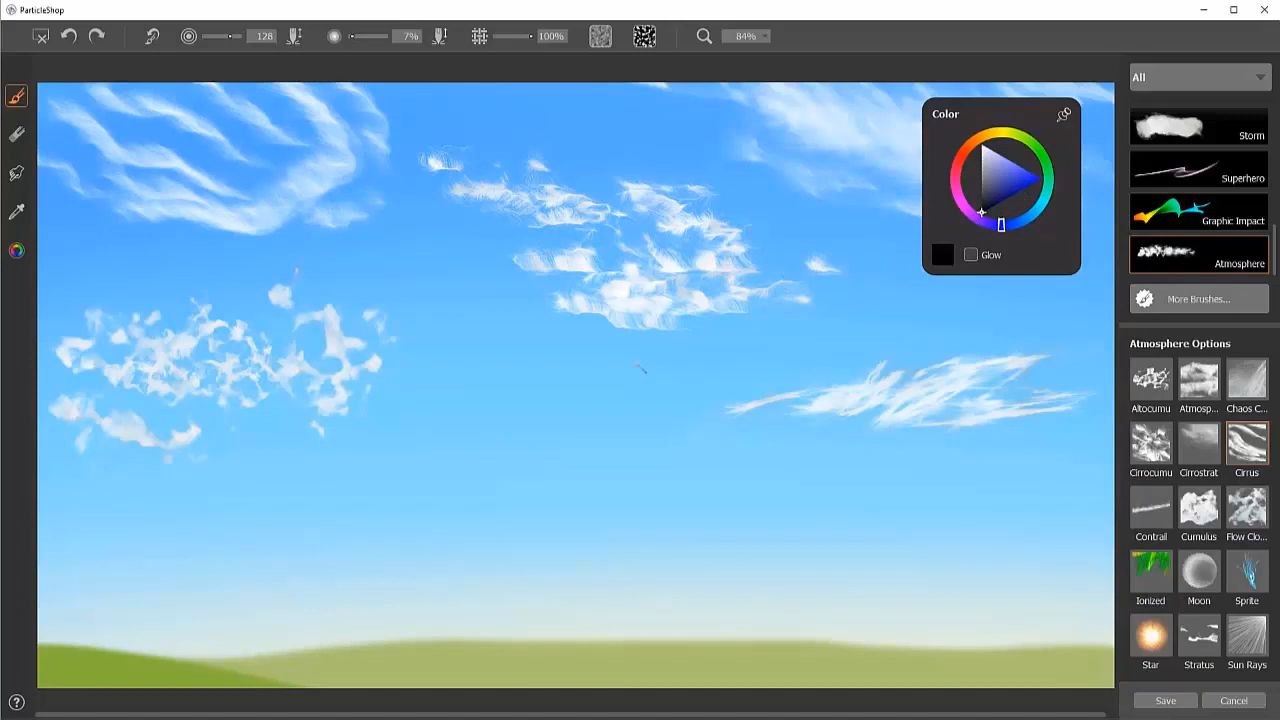 ParticleShop
128
7%
100%
84%
All
Color
Glow
Storm
Superhero
Graphic Impact
Atmosphere
More Brushes...
Atmosphere Options
Altocumu
Atmosp...
Chaos C...
Cirrocumu
Cirrostrat
Cirrus
Contrail
Cumulus
Flow Clo...
Ionized
Moon
Sprite
Star
Stratus
Sun Rays
Save
Cancel